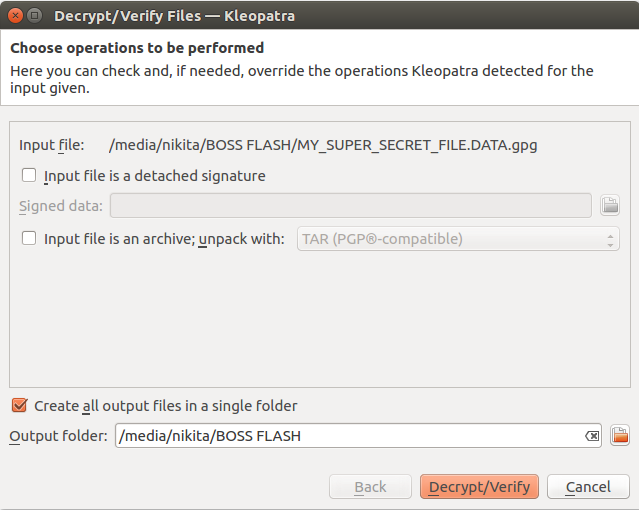 Decrypt/Verify Files — Kleopatra
Choose operations to be performed
Here you can check and, if needed, override the operations Kleopatra detected for the
input given.
Input file: /media/nikita/BOSS FLASH/MY_SUPER_SECRET_FILE.DATA.gpg
Input file is a detached signature
Signed data:
Input file is an archive; unpack with: TAR (PGP®-compatible)
Create all output files in a single folder
Output folder: /media/nikita/BOSS FLASH
Back Decrypt/Verify Cancel